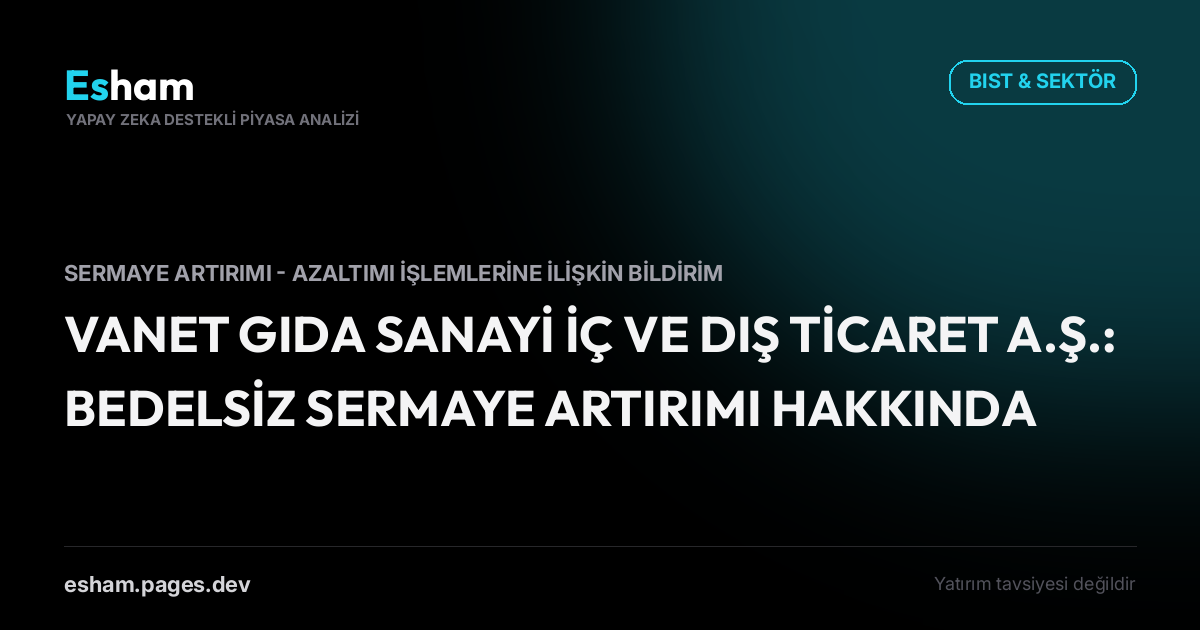 Esham
YAPAY ZEKA DESTEKLİ PİYASA ANALİZİ
BIST & SEKTÖR
SERMAYE ARTIRIMI - AZALTIMI İŞLEMLERİNE İLİŞKİN BİLDİRİM
VANET GIDA SANAYİ İÇ VE DIŞ TİCARET A.Ş.:
BEDELSİZ SERMAYE ARTIRIMI HAKKINDA
esham.pages.dev
Yatırım tavsiyesi değildir